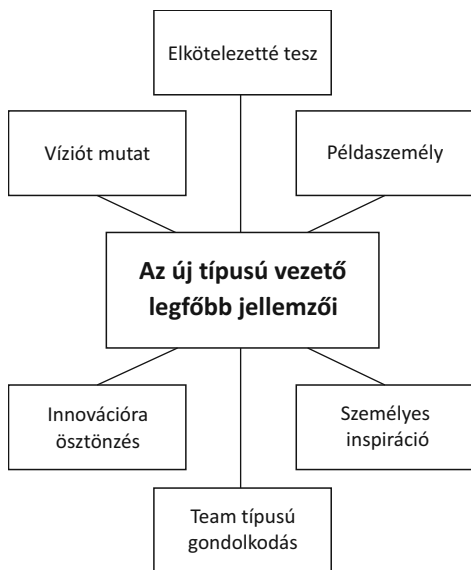 Elkötelezetté tesz
Víziót mutat
Példaszemély
Az új típusú vezető
legfőbb jellemzői
Innovációra
ösztönzés
Személyes
inspiráció
Team típusú
gondolkodás